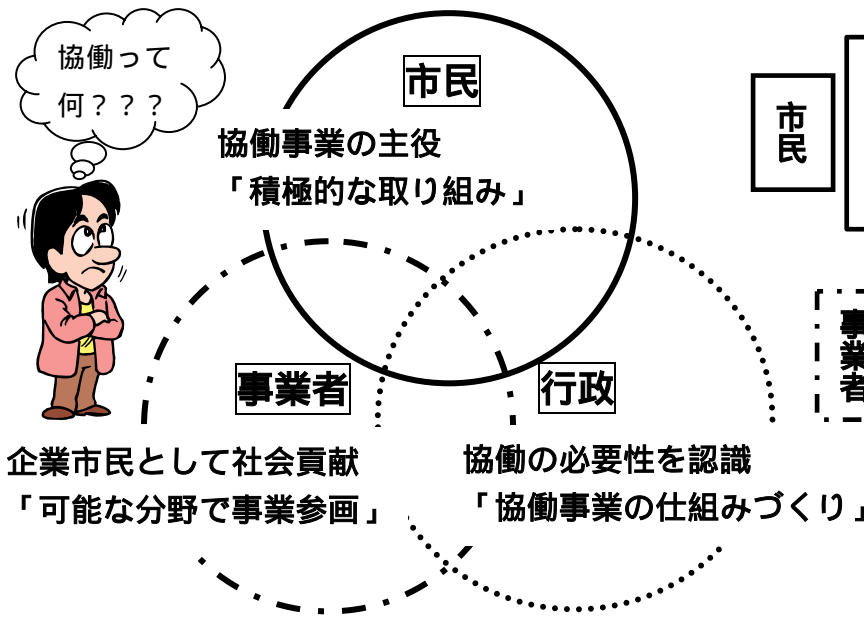 協働って
何？？？
市民
協働事業の主役
「積極的な取り組み」
事業者
企業市民として社会貢献
「可能な分野で事業参画」
行政
協働の必要性を認識
「協働事業の仕組みづくり」
市民
事業者